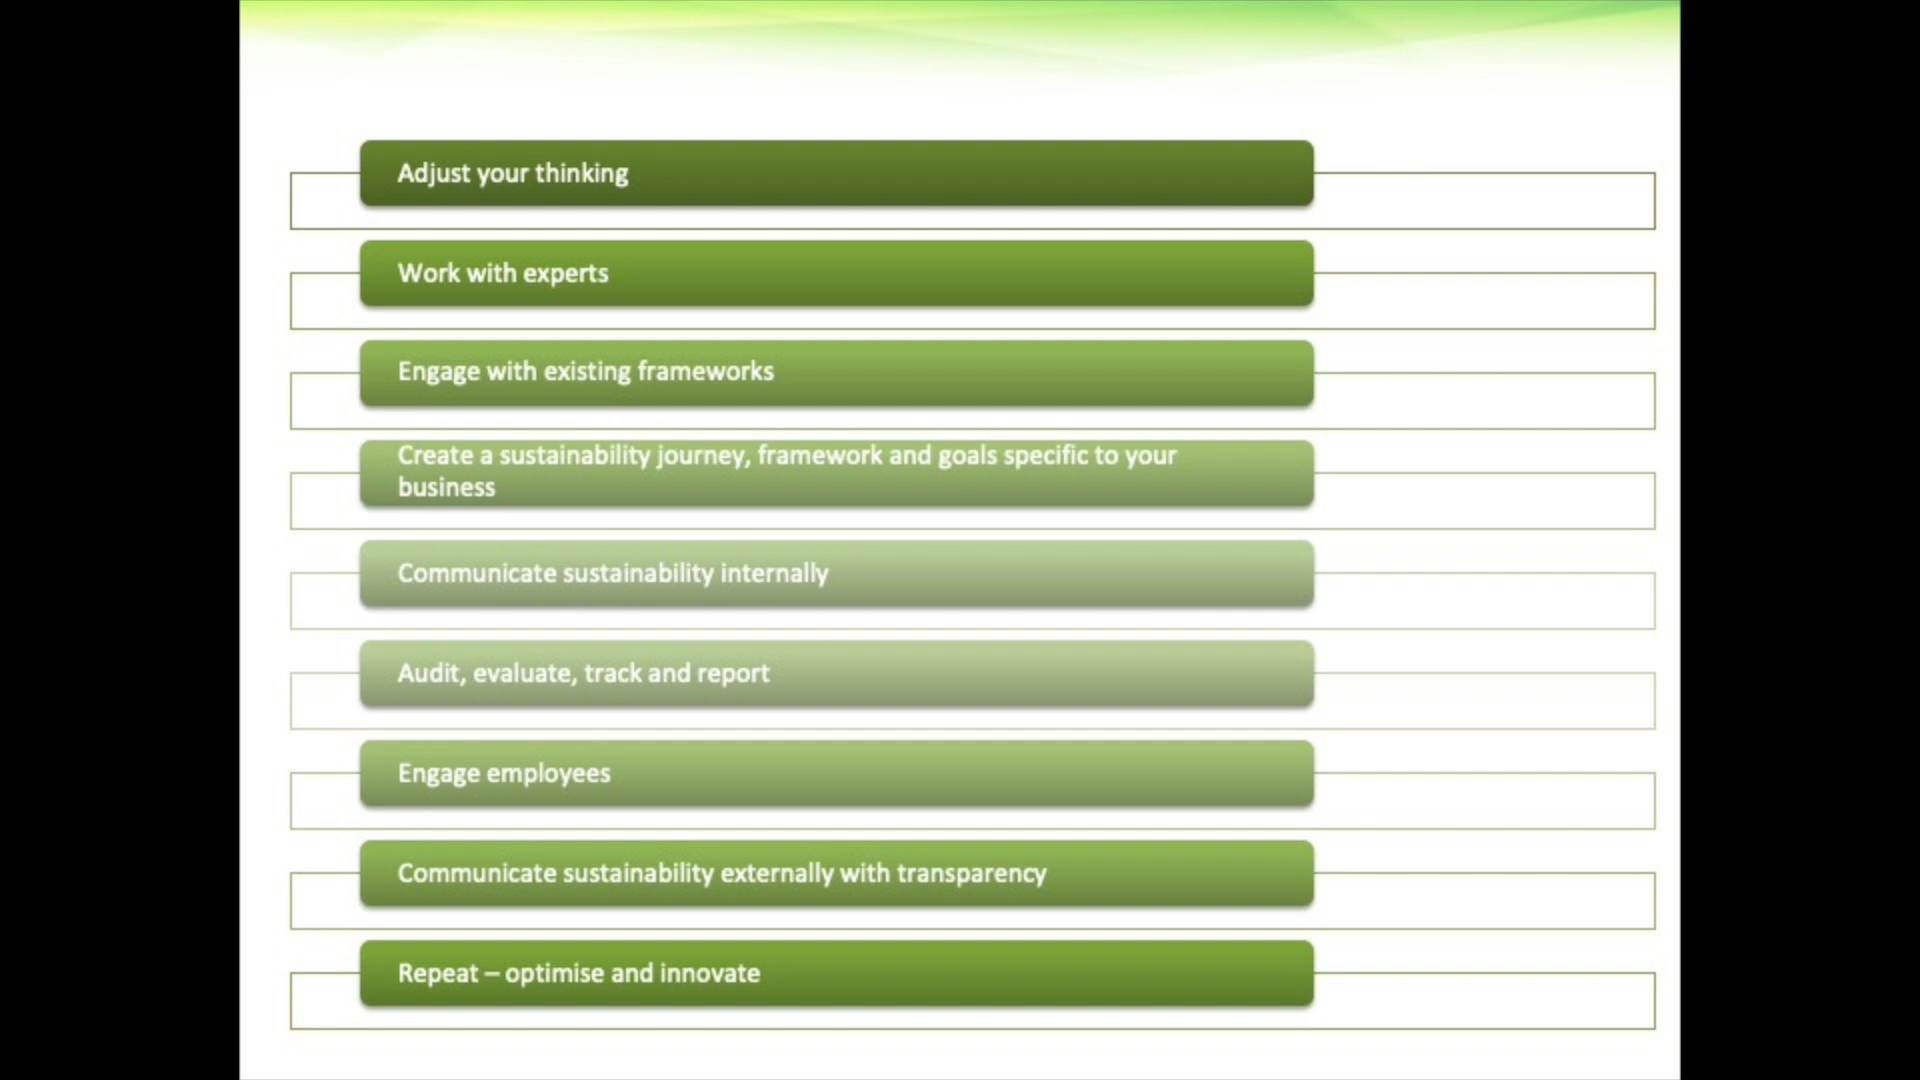 Adjust your thinking
Work with experts
Engage with existing frameworks
Create a sustainability journey, framework and goals specific to your
business
Communicate sustainability internally
Audit, evaluate, track and report
Engage employees
Communicate sustainability externally with transparency
Repeat – optimise and innovate